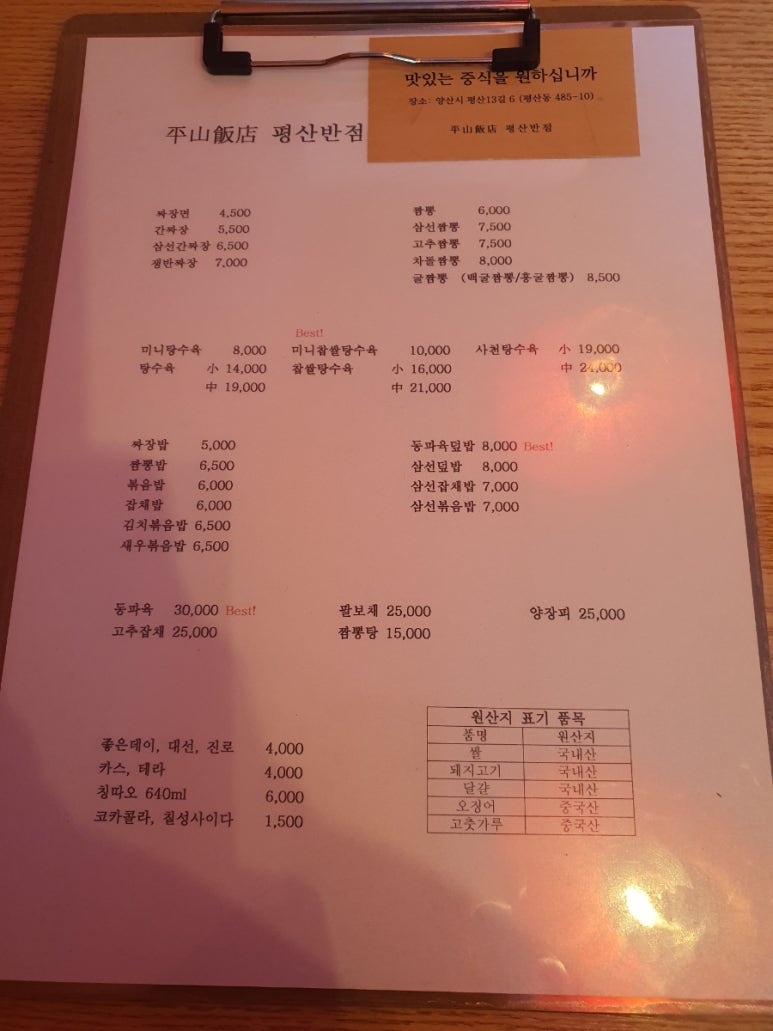 맛있는 중식을 원하십니까
장소: 양산시 평산13길 6 (평산동 485-10)
平山飯店 평산반점
平山飯店 평산반점
짜장면 4,500
간짜장 5,500
삼선간짜장 6,500
쟁반짜장 7,000
짬뽕 6,000
삼선짬뽕 7,500
고추짬뽕 7,500
차돌짬뽕 8,000
굴짬뽕 (백굴짬뽕/홍굴짬뽕) 8,500
Best!
미니탕수육 8,000 미니찹쌀탕수육 10,000 사천탕수육 小 19,000
탕수육 小 14,000 찹쌀탕수육 小 16,000 中 24,000
中 19,000 中 21,000
짜장밥 5,000
짬뽕밥 6,500
볶음밥 6,000
잡채밥 6,000
김치볶음밥 6,500
새우볶음밥 6,500
동파육덮밥 8,000 Best!
삼선덮밥 8,000
삼선잡채밥 7,000
삼선볶음밥 7,000
동파육 30,000 Best! 팔보채 25,000 양장피 25,000
고추잡채 25,000 짬뽕탕 15,000
좋은데이, 대선, 진로 4,000
카스, 테라 4,000
칭따오 640ml 6,000
코카콜라, 칠성사이다 1,500
원산지 표기 품목
품명 원산지
쌀 국내산
돼지고기 국내산
달걀 국내산
오징어 중국산
고춧가루 중국산